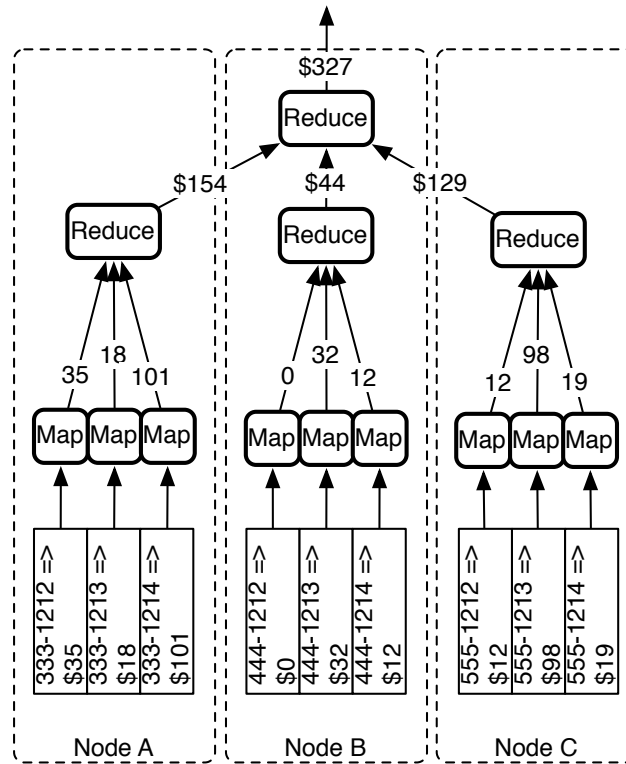 $327
Reduce
$154
$44
$129
Reduce
Reduce
Reduce
35
18
101
0
32
12
12
98
19
Map
Map
Map
Map
Map
Map
Map
Map
Map
333-1212 =>
$35
333-1213 =>
$18
333-1214 =>
$101
444-1212 =>
$0
444-1213 =>
$32
444-1214 =>
$12
555-1212 =>
$12
555-1213 =>
$98
555-1214 =>
$19
Node A
Node B
Node C